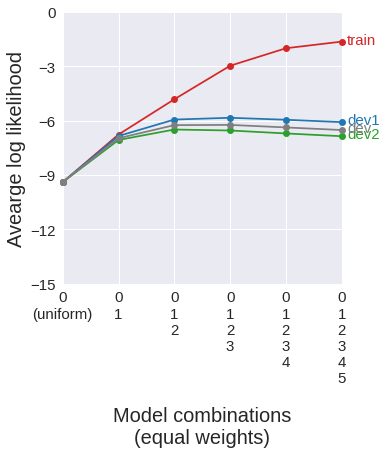 0
−3
−6
−9
−12
−15
Avearge log likelihood
train
dev1
dev
dev2
0 0 0 0 0 0
(uniform) 1 1 1 1 1
2 2 2 2
3 3 3
4 4
5
Model combinations
(equal weights)